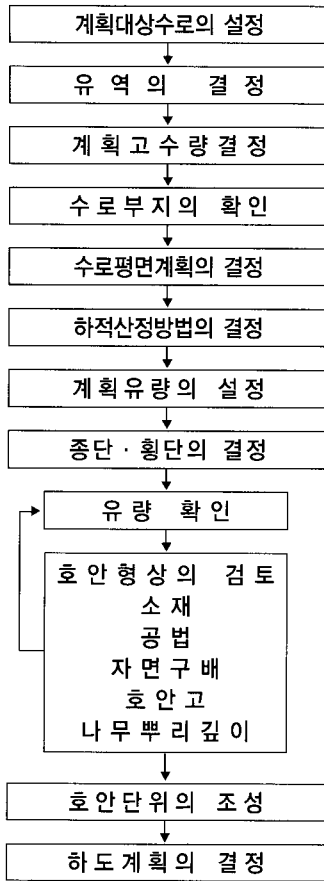 계획대상수로의 설정
유역의 결정
계획고수량결정
수로부지의 확인
수로평면계획의 결정
하적산정방법의 결정
계획유량의 설정
종단·횡단의 결정
유량 확인
호안형상의 검토
소재
공법
자면구배
호안고
나무뿌리깊이
호안단위의 조성
하도계획의 결정